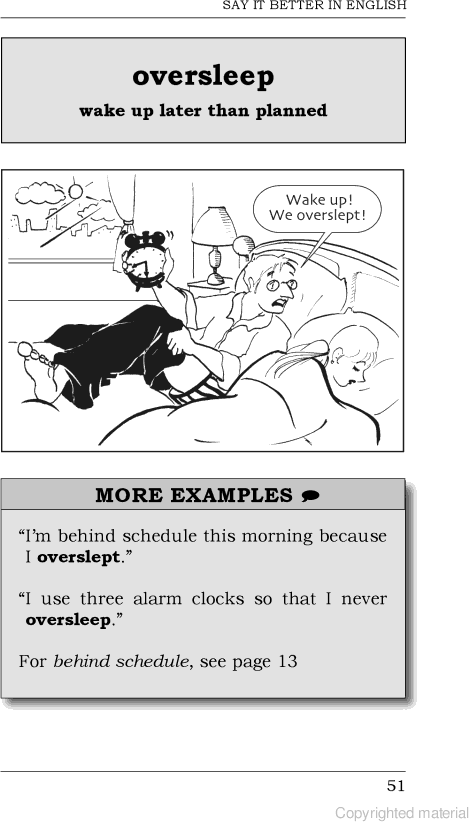 SAY IT BETTER IN ENGLISH
oversleep
wake up later than planned
Wake up!
We overslept!
MORE EXAMPLES
“I’m behind schedule this morning because
I overslept.”
“I use three alarm clocks so that I never
oversleep.”
For behind schedule, see page 13
51
Copyrighted material